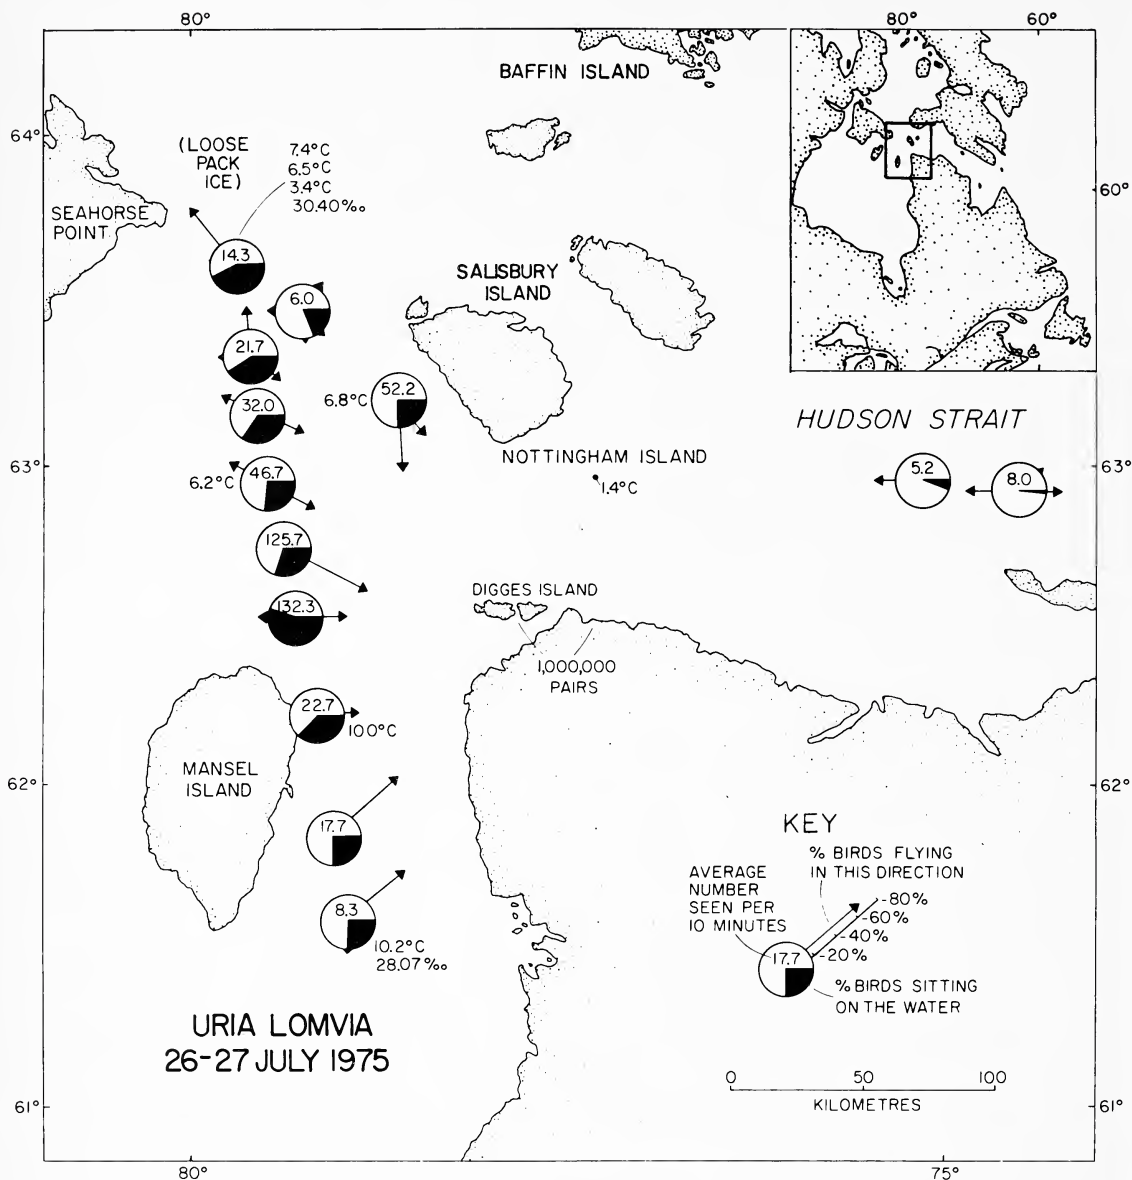 80°
80°
60°
BAFFIN ISLAND
64°
(LOOSE
PACK
ICE)
7.4°C
6.5°C
3.4°C
30.40‰
60°
SEAHORSE
POINT
14.3
SALISBURY
ISLAND
6.0
21.7
32.0
6.8°C
52.2
HUDSON STRAIT
63°
NOTTINGHAM ISLAND
63°
6.2°C
46.7
1.4°C
5.2
8.0
125.7
DIGGES ISLAND
132.3
1,000,000
PAIRS
22.7
10.0°C
MANSEL
ISLAND
62°
62°
17.7
KEY
% BIRDS FLYING
IN THIS DIRECTION
AVERAGE
NUMBER
SEEN PER
10 MINUTES
-80%
-60%
-40%
-20%
17.7
% BIRDS SITTING
ON THE WATER
8.3
10.2°C
28.07‰
URIA LOMVIA
26-27 JULY 1975
0
50
100
KILOMETRES
61°
61°
80°
75°